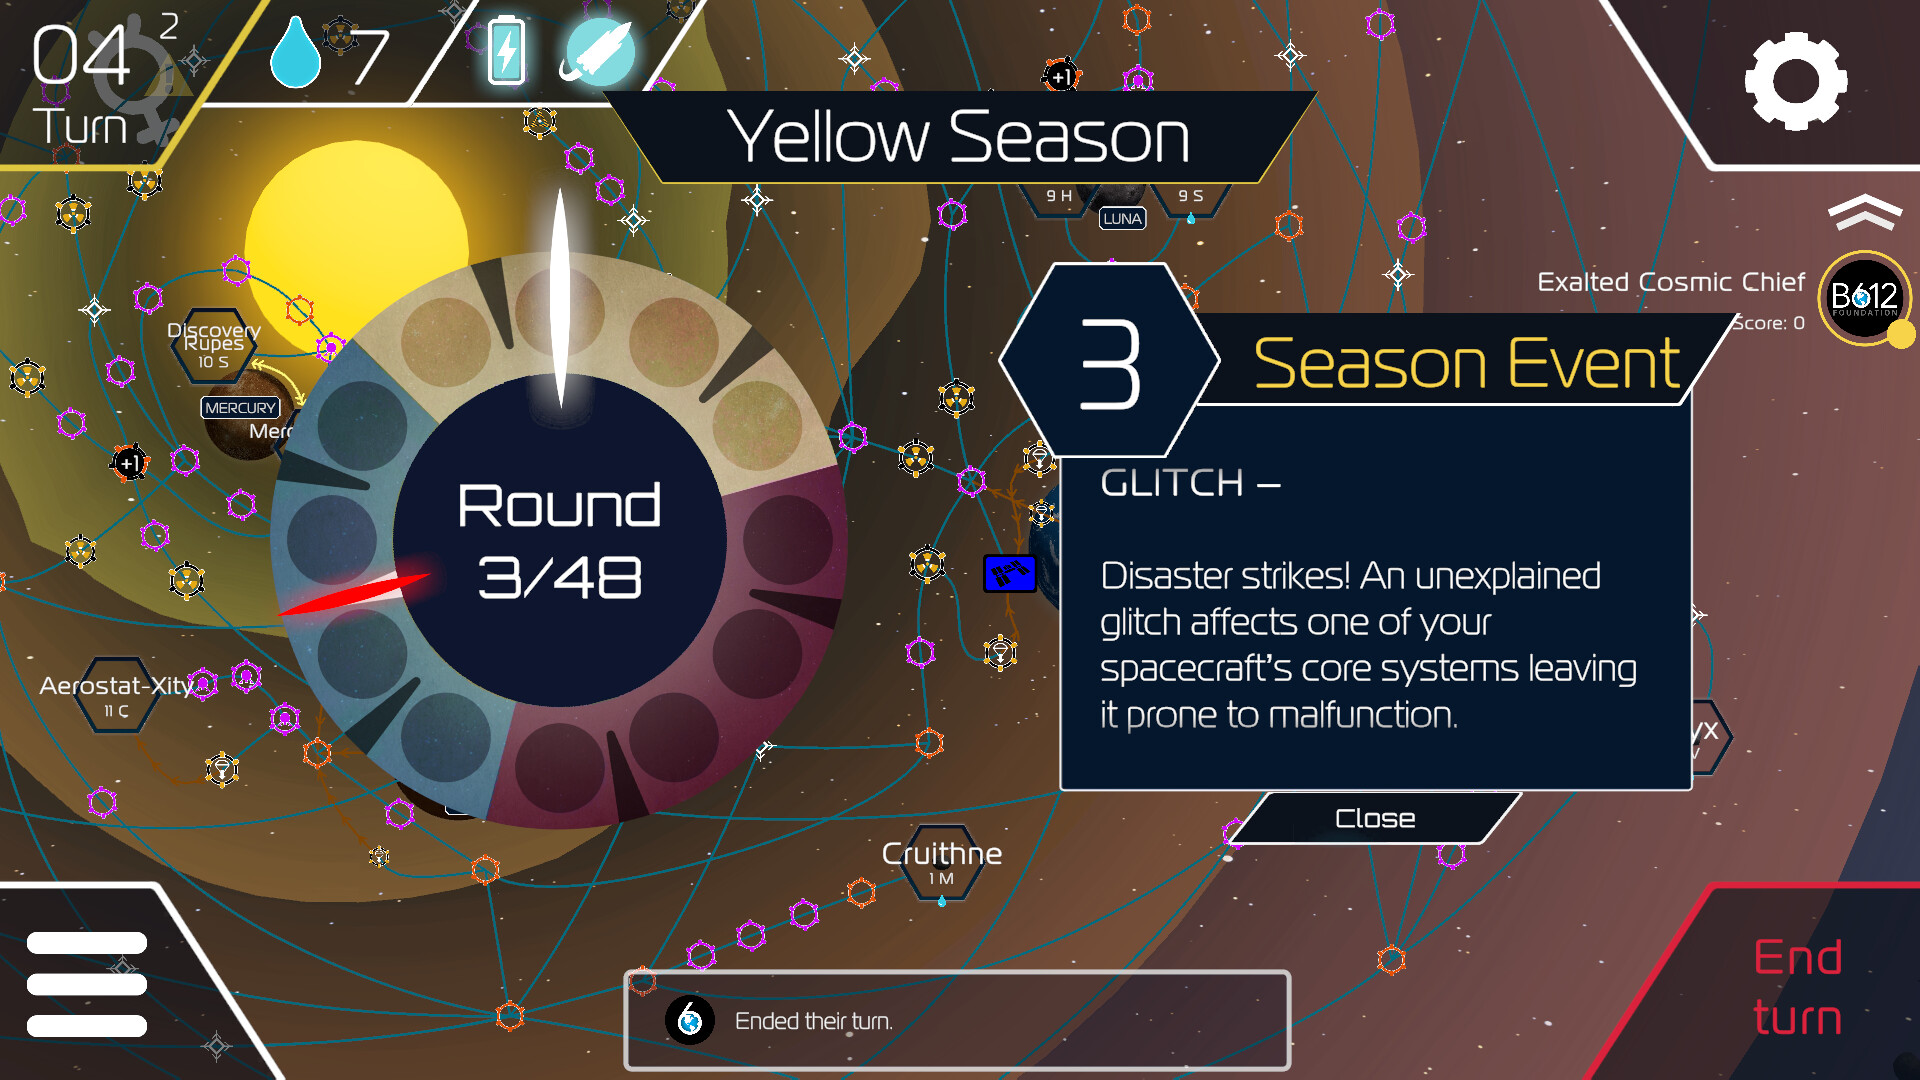 04 2
Turn
7
Yellow Season
+1
9 H
LUNA
9 S
Exalted Cosmic Chief
Score: 0
B612
FOUNDATION
Discovery
Rupes
10 S
MERCURY
Merc
+1
Round
3/48
3
Season Event
GLITCH –
Disaster strikes! An unexplained
glitch affects one of your
spacecraft's core systems leaving
it prone to malfunction.
Close
Aerostat-Xity
11 C
yx
Cruithne
1 M
6
Ended their turn.
End
turn